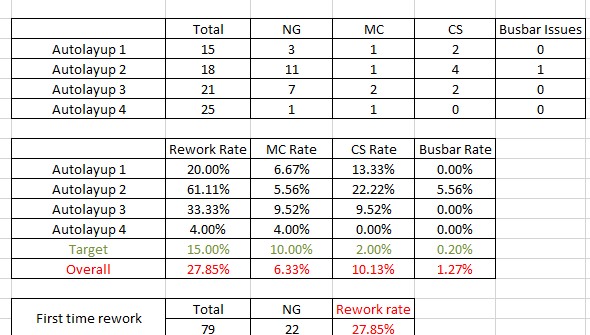 Total NG MC CS Busbar Issues
Autolayup 1 15 3 1 2 0
Autolayup 2 18 11 1 4 1
Autolayup 3 21 7 2 2 0
Autolayup 4 25 1 1 0 0
Rework Rate MC Rate CS Rate Busbar Rate
Autolayup 1 20.00% 6.67% 13.33% 0.00%
Autolayup 2 61.11% 5.56% 22.22% 5.56%
Autolayup 3 33.33% 9.52% 9.52% 0.00%
Autolayup 4 4.00% 4.00% 0.00% 0.00%
Target 15.00% 10.00% 2.00% 0.20%
Overall 27.85% 6.33% 10.13% 1.27%
First time rework Total NG Rework rate
79 22 27.85%